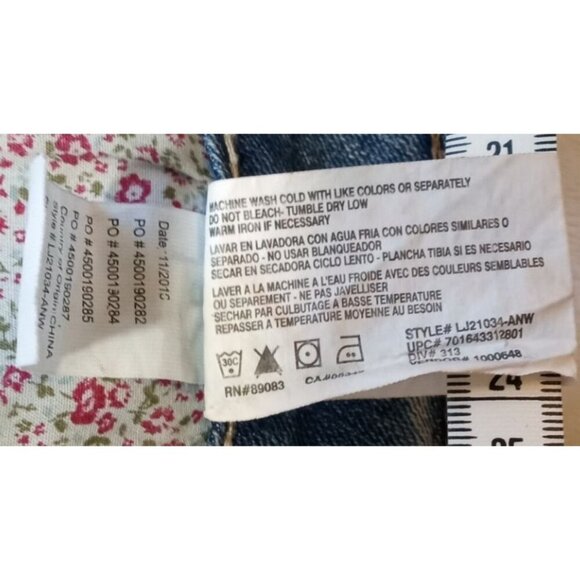 Date: 11/2010
PO # 4500190282
PO # 4500190284
PO # 4500190285
PO # 4500190287
Country of Origin: CHINA
Style # LJ21034-ANW
MACHINE WASH COLD WITH LIKE COLORS OR SEPARATELY
DO NOT BLEACH- TUMBLE DRY LOW
WARM IRON IF NECESSARY
LAVAR EN LAVADORA CON AGUA FRIA CON COLORES SIMILARES O
SEPARADO - NO USAR BLANQUEADOR
SECAR EN SECADORA CICLO LENTO - PLANCHA TIBIA SI ES NECESARIO
LAVER A LA MACHINE A L'EAU FROIDE AVEC DES COULEURS SEMBLABLES
OU SEPAREMENT - NE PAS JAVELLISER
SECHAR PAR CULBUTAGE A BASSE TEMPERATURE
REPASSER A TEMPERATURE MOYENNE AU BESOIN
30C
STYLE# LJ21034-ANW
UPC# 701643312801
DIV# 313
1000648
RN#89083
21
24
25